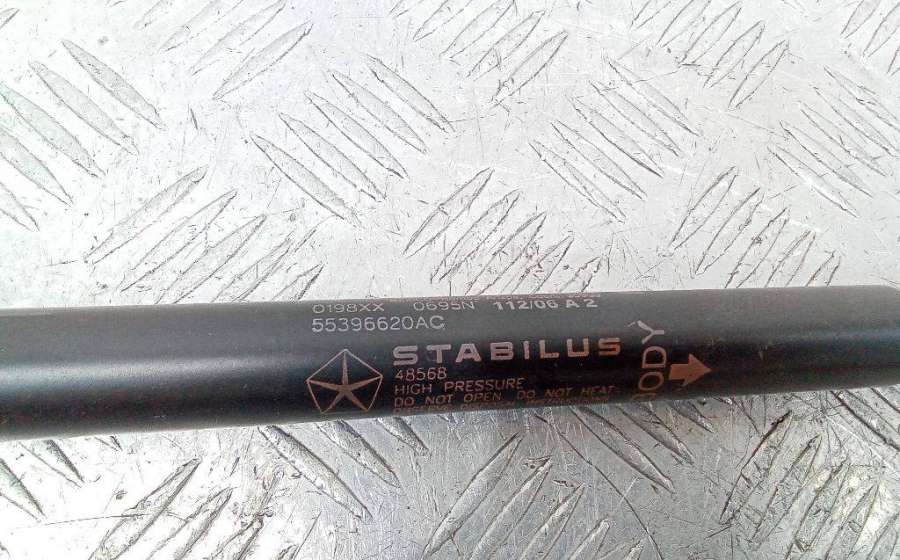 0198XX 0695N 112/06 A 2
55396620AC
STABILUS
48568
HIGH PRESSURE
DO NOT OPEN DO NOT HEAT
BODY